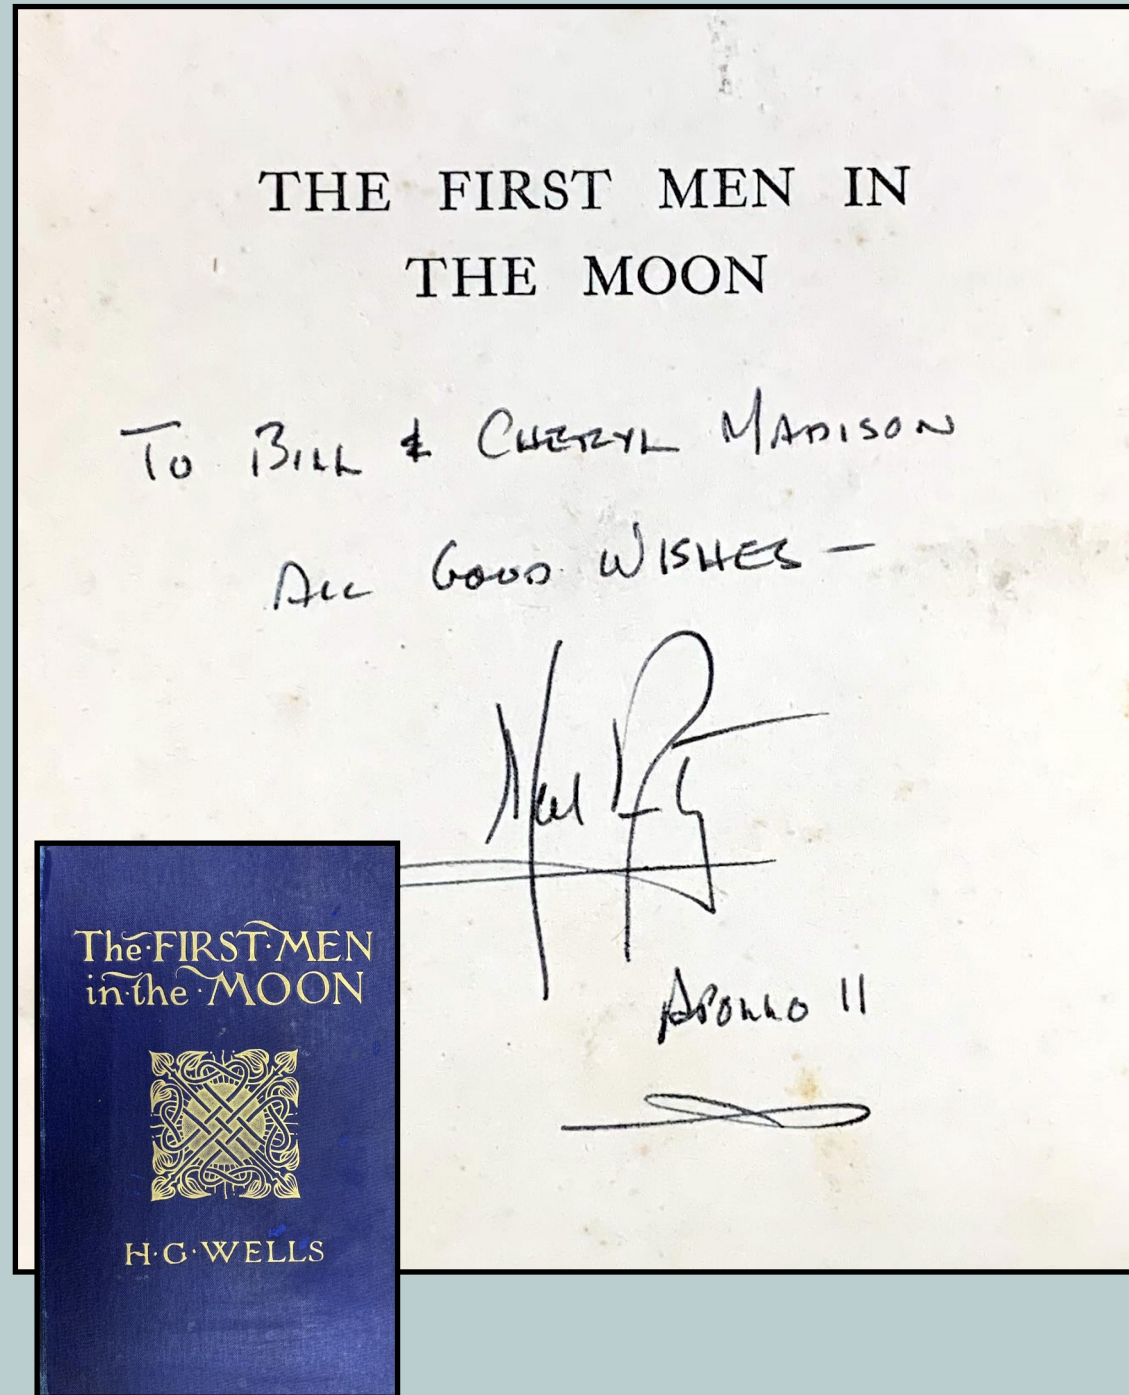 THE FIRST MEN IN
THE MOON
TO BILL & CHERYL MADISON
ALL GOOD WISHES —
Neil
APOLLO 11
The·FIRST·MEN
in·the·MOON
H·G·WELLS